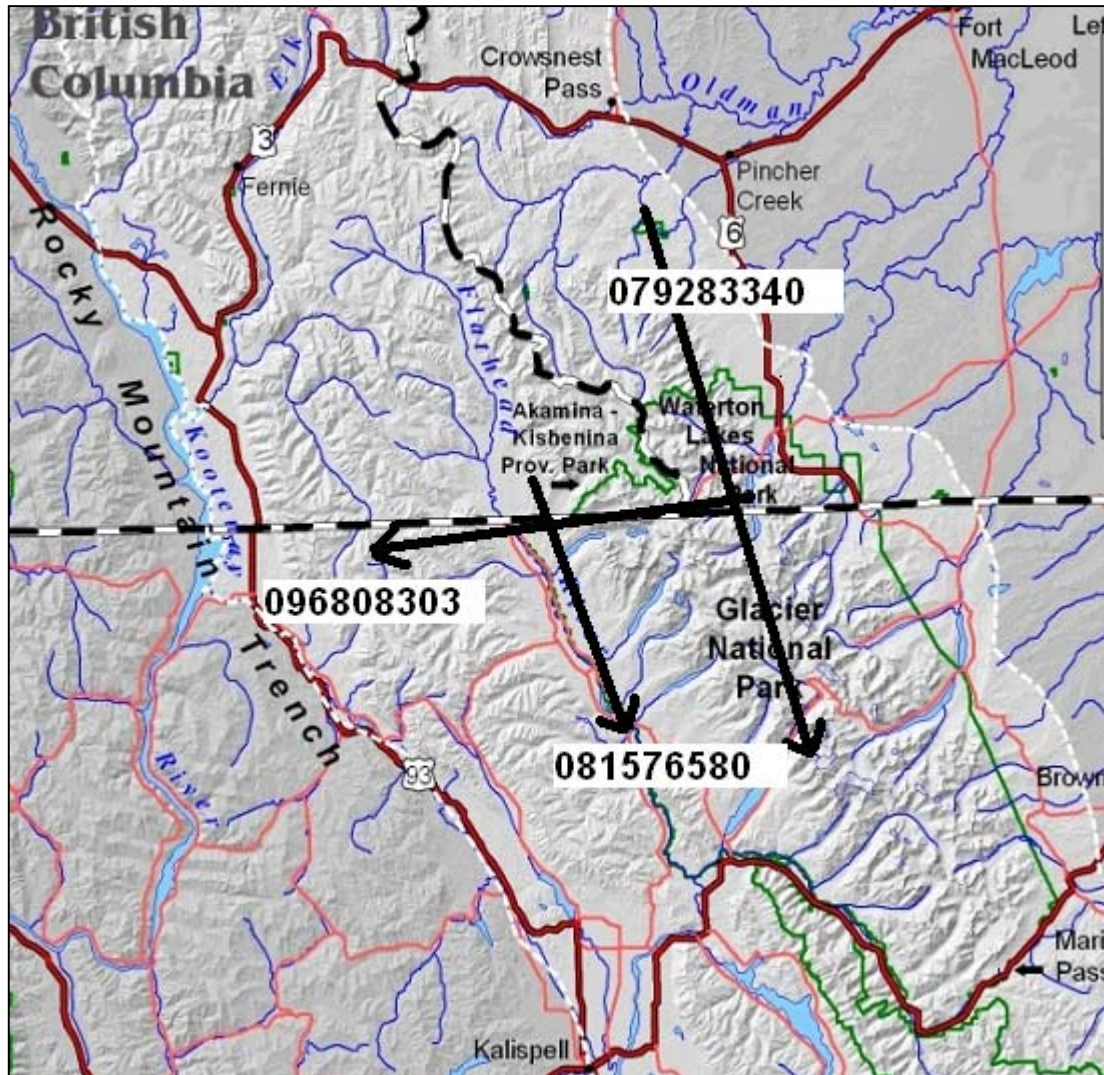 British
Columbia
Elk
Crowsnest
Pass
Oldman
Fort
MacLeod
Let
3
Fernie
Pincher
Creek
6
Rocky Mountain Trench
079283340
Flathead
Akamina -
Kishenina
Prov. Park
Waterton
Lakes
National
Park
Kootenay
River
096808303
Glacier
National
Park
081576580
93
Brown
Mari
Pass
Kalispell